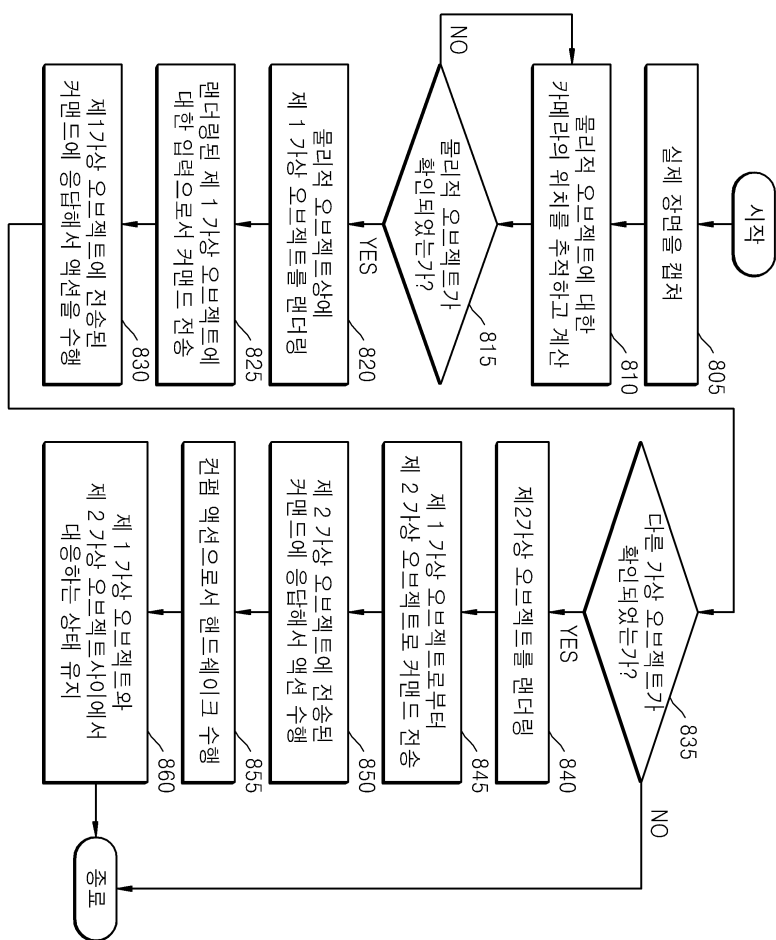 시작
실제 장면을 캡쳐
805
물리적 오브젝트에 대한
카메라의 위치를 추적하고 계산
810
물리적 오브젝트가
확인되었는가?
815
NO
YES
물리적 오브젝트상에
제 1 가상 오브젝트를 랜더링
820
랜더링된 제 1 가상 오브젝트에
대한 입력으로서 커맨드 전송
825
제1가상 오브젝트에 전송된
커맨드에 응답해서 액션을 수행
830
다른 가상 오브젝트가
확인되었는가?
835
NO
YES
제2가상 오브젝트를 랜더링
840
제 1 가상 오브젝트로부터
제 2 가상 오브젝트로 커맨드 전송
845
제 2 가상 오브젝트에 전송된
커맨드에 응답해서 액션 수행
850
컨펌 액션으로서 핸드쉐이크 수행
855
제 1 가상 오브젝트와
제 2 가상 오브젝트사이에서
대응하는 상태 유지
860
종료